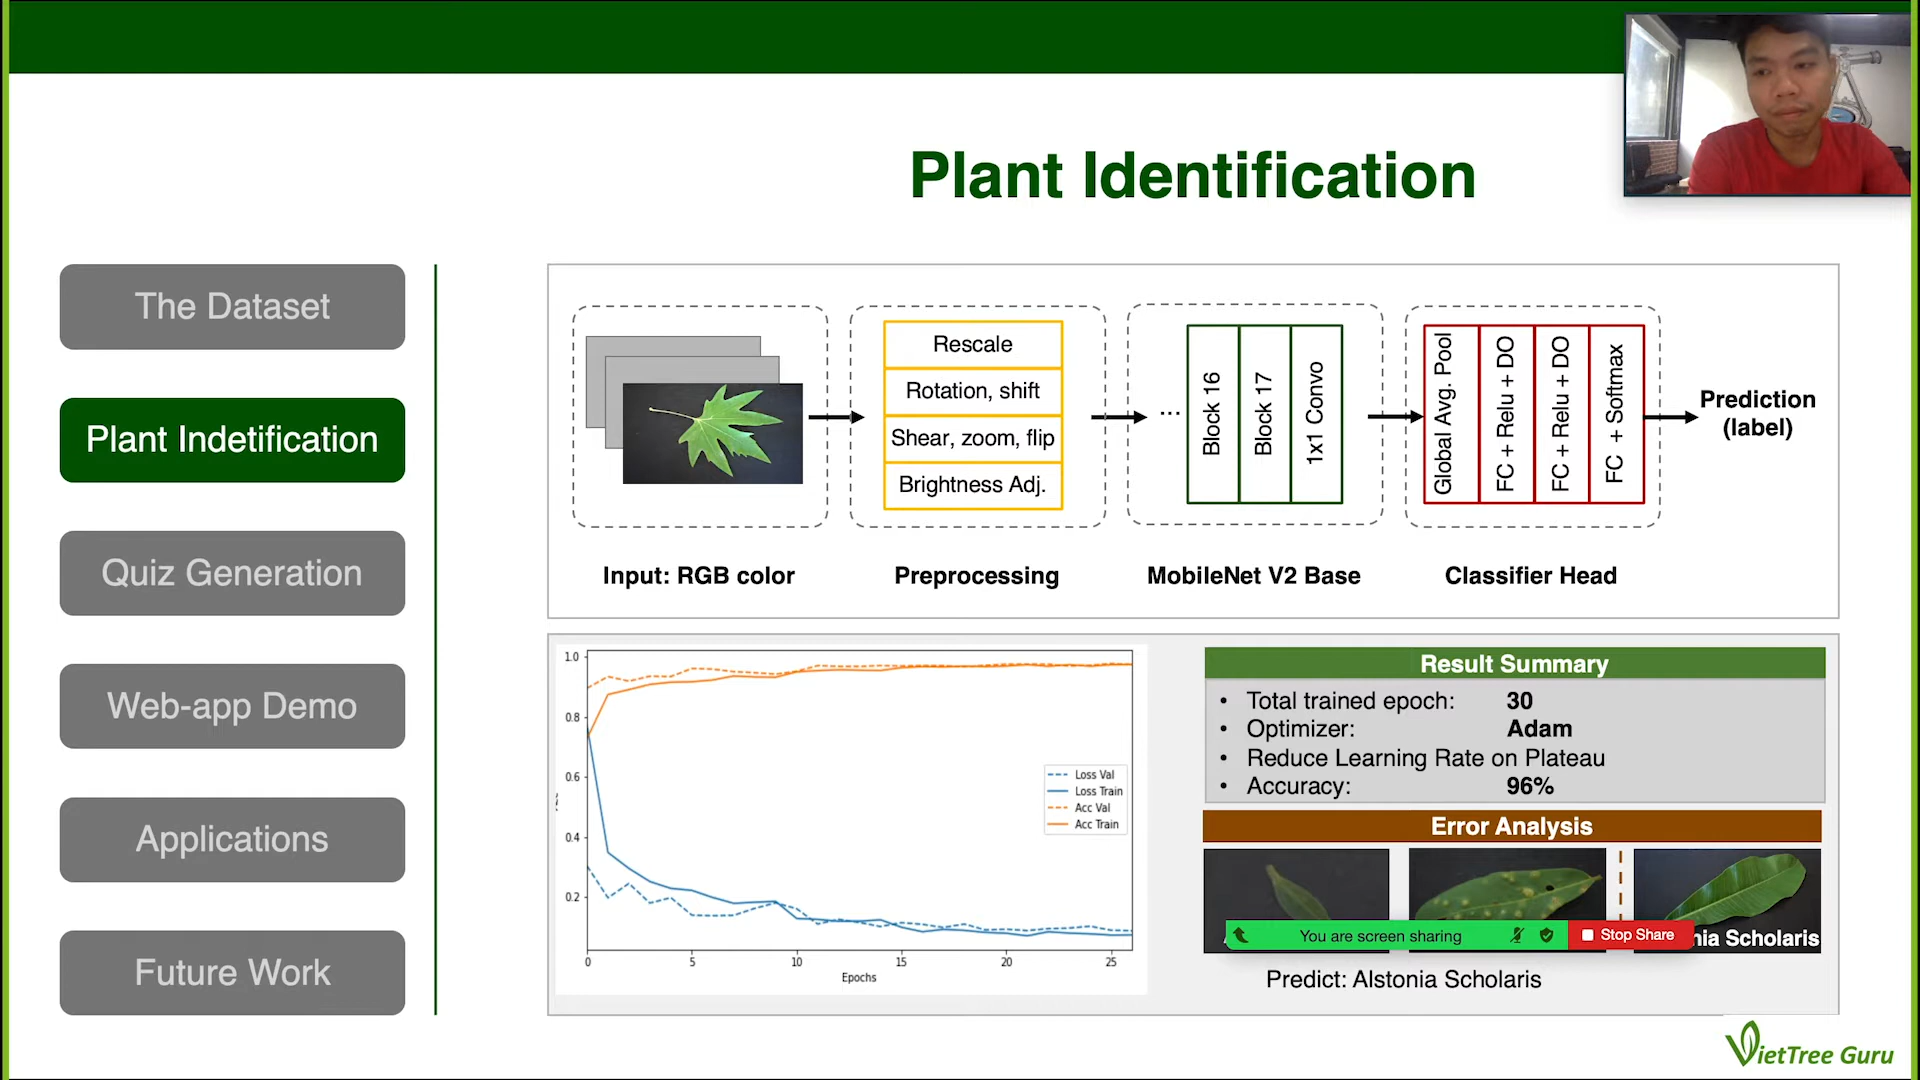 Plant Identification
The Dataset
Plant Indetification
Quiz Generation
Web-app Demo
Applications
Future Work
Rescale
Rotation, shift
Shear, zoom, flip
Brightness Adj.
...
Block 16
Block 17
1x1 Convo
Global Avg. Pool
FC + Relu + DO
FC + Relu + DO
FC + Softmax
Prediction
(label)
Input: RGB color
Preprocessing
MobileNet V2 Base
Classifier Head
1.0
0.8
0.6
0.4
0.2
0
5
10
15
20
25
Epochs
Loss Val
Loss Train
Acc Val
Acc Train
Result Summary
• Total trained epoch: 30
• Optimizer: Adam
• Reduce Learning Rate on Plateau
• Accuracy: 96%
Error Analysis
You are screen sharing
Stop Share
Scholaris
Predict: Alstonia Scholaris
VietTree Guru